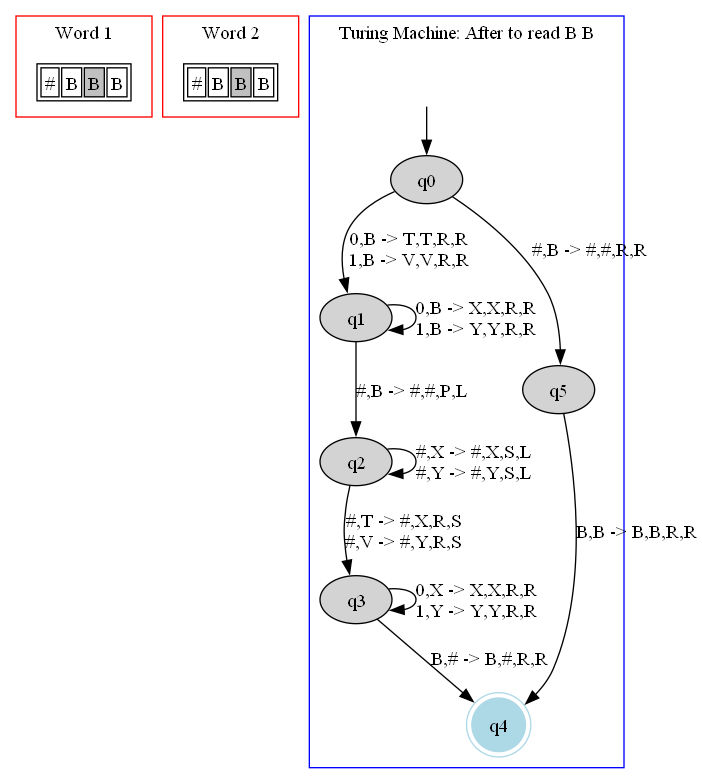 Word 1
# B B B
Word 2
# B B B
Turing Machine: After to read B B
q0
0,B -> T,T,R,R
1,B -> V,V,R,R
#,B -> #,#,R,R
q1
0,B -> X,X,R,R
1,B -> Y,Y,R,R
#,B -> #,#,P,L
q5
q2
#,X -> #,X,S,L
#,Y -> #,Y,S,L
#,T -> #,X,R,S
#,V -> #,Y,R,S
B,B -> B,B,R,R
q3
0,X -> X,X,R,R
1,Y -> Y,Y,R,R
B,# -> B,#,R,R
q4